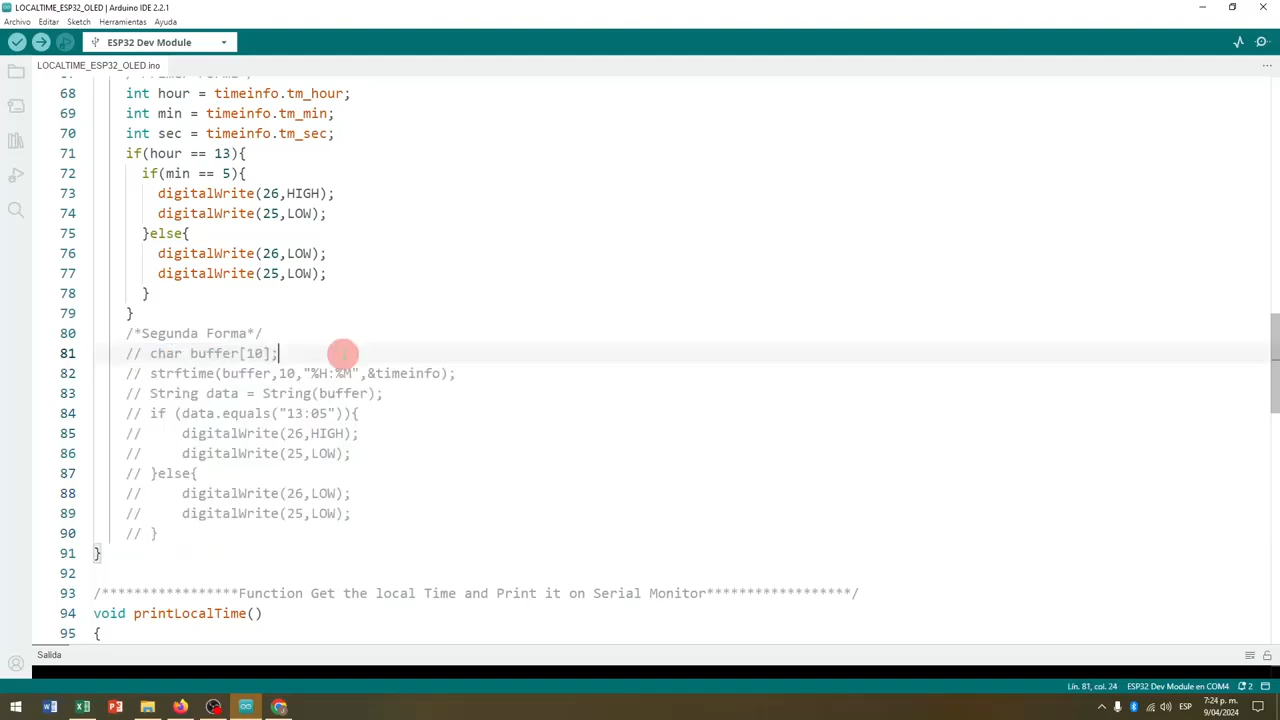 LOCALTIME_ESP32_OLED | Arduino IDE 2.2.1
Archivo Editar Sketch Herramientas Ayuda
ESP32 Dev Module
LOCALTIME_ESP32_OLED.ino
68 int hour = timeinfo.tm_hour;
69 int min = timeinfo.tm_min;
70 int sec = timeinfo.tm_sec;
71 if(hour == 13){
72 if(min == 5){
73 digitalWrite(26,HIGH);
74 digitalWrite(25,LOW);
75 }else{
76 digitalWrite(26,LOW);
77 digitalWrite(25,LOW);
78 }
79 }
80 /*Segunda Forma*/
81 // char buffer[10];
82 // strftime(buffer,10,"%H:%M",&timeinfo);
83 // String data = String(buffer);
84 // if (data.equals("13:05")){
85 // digitalWrite(26,HIGH);
86 // digitalWrite(25,LOW);
87 // }else{
88 // digitalWrite(26,LOW);
89 // digitalWrite(25,LOW);
90 // }
91 }
92
93 /*****************Function Get the local Time and Print it on Serial Monitor******************/
94 void printLocalTime()
95 {
Salida
Lín. 81, col. 24 ESP32 Dev Module en COM4 2
ESP 7:24 p. m.
9/04/2024